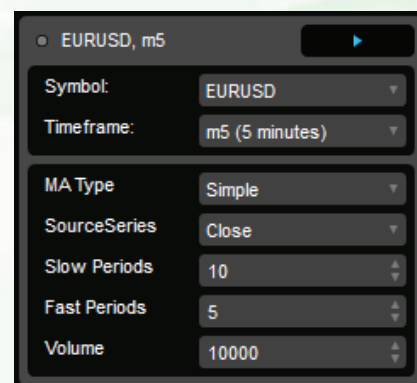 EURUSD, m5
Symbol: EURUSD
Timeframe: m5 (5 minutes)
MA Type Simple
SourceSeries Close
Slow Periods 10
Fast Periods 5
Volume 10000